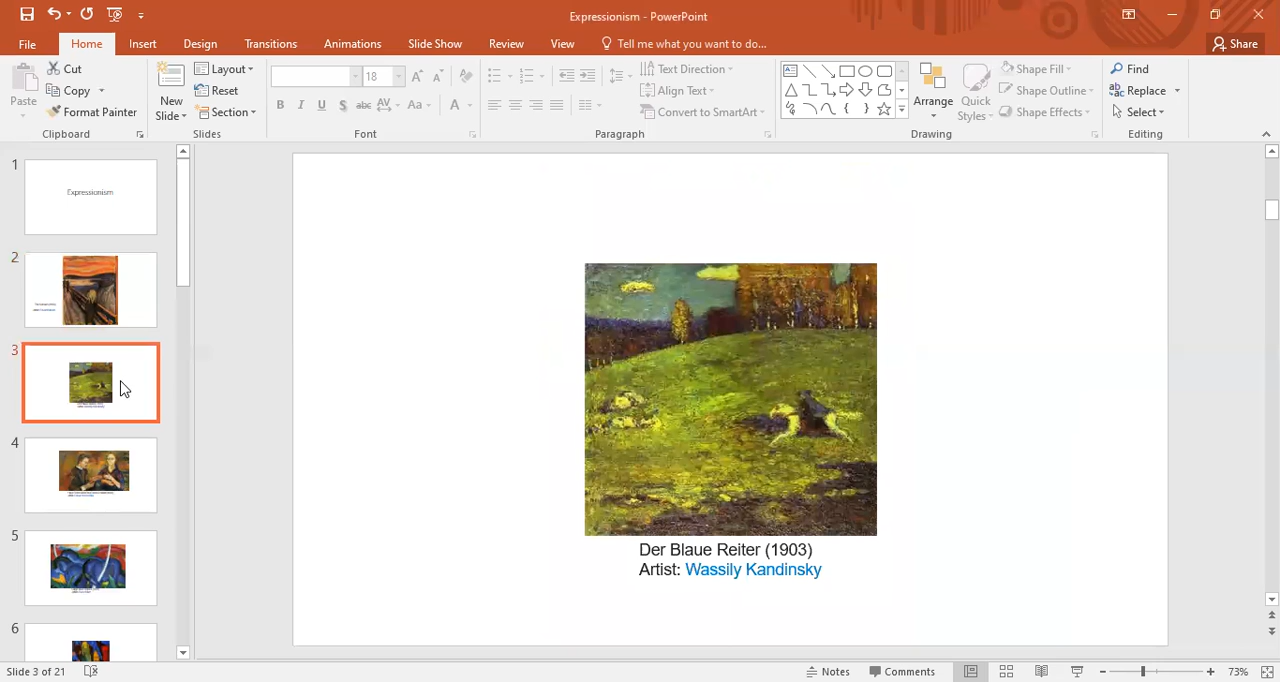 Expressionism - PowerPoint
File Home Insert Design Transitions Animations Slide Show Review View Tell me what you want to do... Share
Paste
Cut
Copy
Format Painter
Clipboard
New Slide
Layout
Reset
Section
Slides
18
B I U S abc AV Aa A
Font
Text Direction
Align Text
Convert to SmartArt
Paragraph
Arrange
Quick Styles
Shape Fill
Shape Outline
Shape Effects
Drawing
Find
Replace
Select
Editing
1
Expressionism
2
3
4
5
6
Der Blaue Reiter (1903)
Artist: Wassily Kandinsky
Slide 3 of 21
Notes Comments 73%